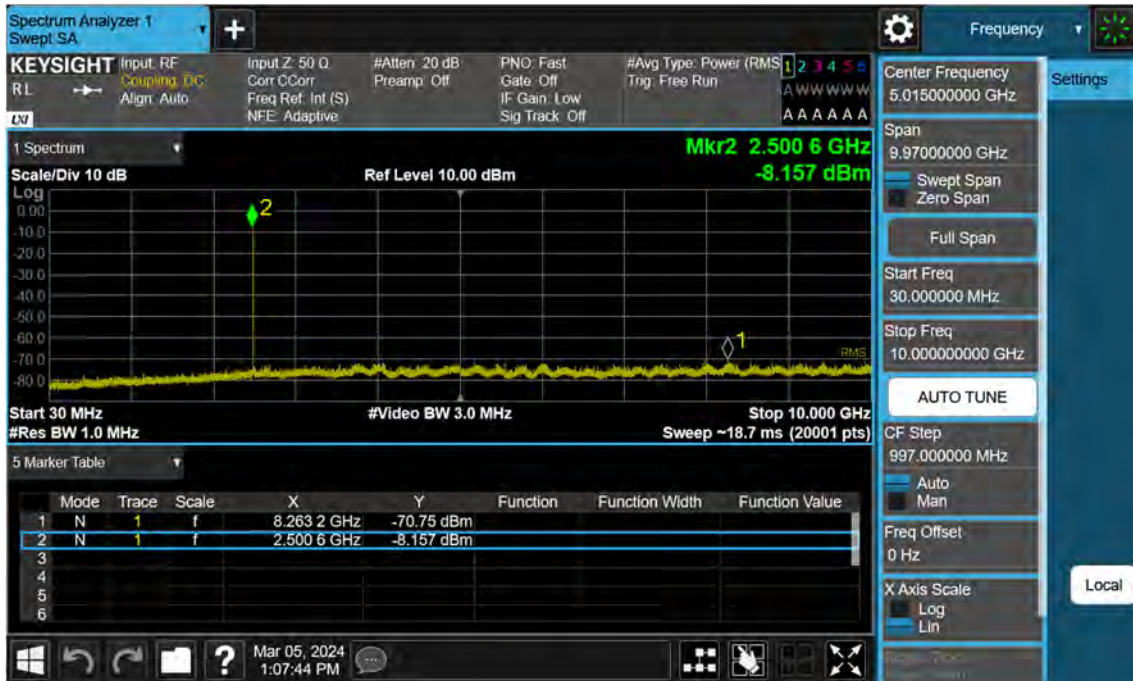 Spectrum Analyzer 1
Swept SA
+
Frequency
KEYSIGHT
RL
LXI
Input: RF
Coupling: DC
Align: Auto
Input Z: 50 Ω
Corr CCorr
Freq Ref: Int (S)
NFE: Adaptive
#Atten: 20 dB
Preamp: Off
PNO: Fast
Gate: Off
IF Gain: Low
Sig Track: Off
#Avg Type: Power (RMS
Trig: Free Run
1 2 3 4 5 6
A W W W W W
A A A A A A
1 Spectrum
Scale/Div 10 dB
Ref Level 10.00 dBm
Mkr2 2.500 6 GHz
-8.157 dBm
Log
0.00
-10.0
-20.0
-30.0
-40.0
-50.0
-60.0
-70.0
-80.0
2
1
RMS
Start 30 MHz
#Video BW 3.0 MHz
Stop 10.000 GHz
#Res BW 1.0 MHz
Sweep ~18.7 ms (20001 pts)
5 Marker Table
Mode Trace Scale X Y Function Function Width Function Value
1 N 1 f 8.263 2 GHz -70.75 dBm
2 N 1 f 2.500 6 GHz -8.157 dBm
3
4
5
6
?
Mar 05, 2024
1:07:44 PM
Center Frequency
5.015000000 GHz
Settings
Span
9.97000000 GHz
Swept Span
Zero Span
Full Span
Start Freq
30.000000 MHz
Stop Freq
10.000000000 GHz
AUTO TUNE
CF Step
997.000000 MHz
Auto
Man
Freq Offset
0 Hz
X Axis Scale
Log
Lin
Local